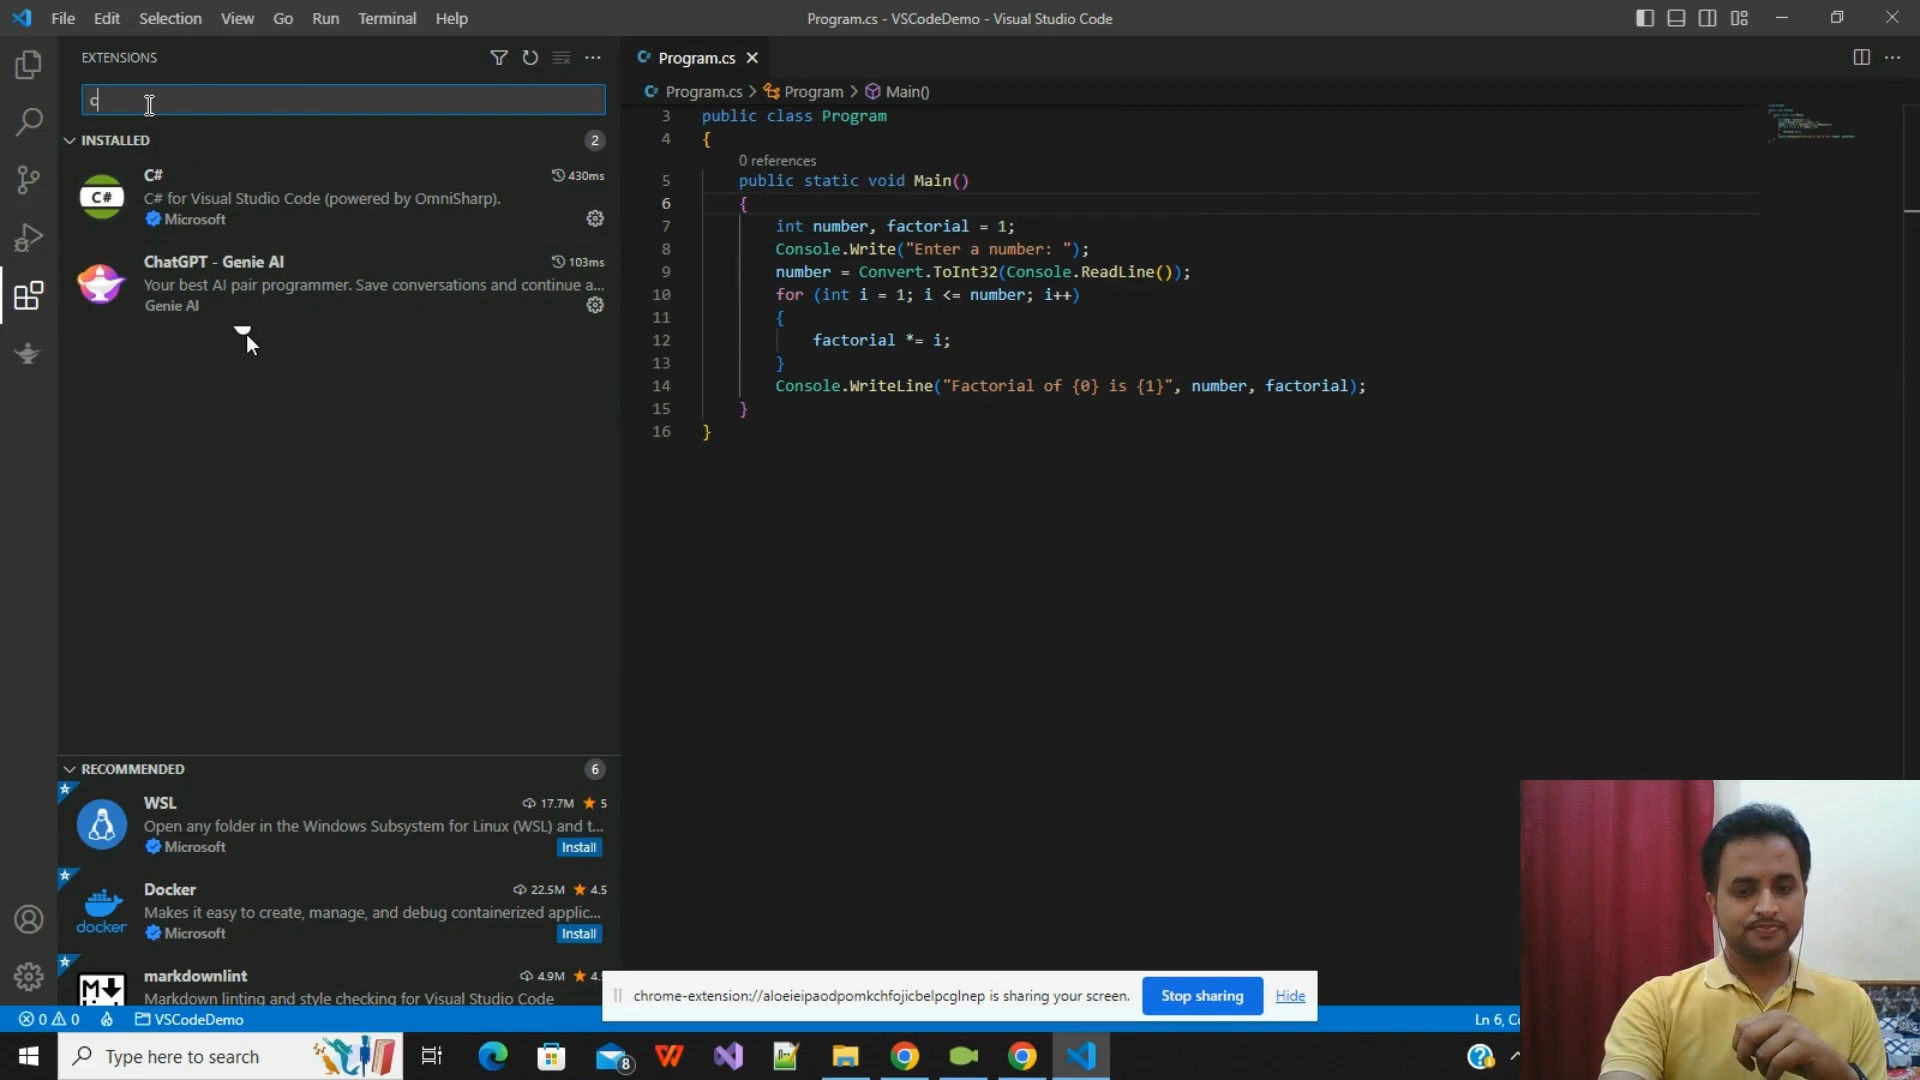 File Edit Selection View Go Run Terminal Help
Program.cs - VSCodeDemo - Visual Studio Code
EXTENSIONS
c
INSTALLED 2
C# 430ms
C# for Visual Studio Code (powered by OmniSharp).
Microsoft
ChatGPT - Genie AI 103ms
Your best AI pair programmer. Save conversations and continue a...
Genie AI
RECOMMENDED 6
WSL 17.7M 5
Open any folder in the Windows Subsystem for Linux (WSL) and t...
Microsoft Install
Docker 22.5M 4.5
Makes it easy to create, manage, and debug containerized applic...
docker
Microsoft Install
markdownlint 4.9M 4.
Markdown linting and style checking for Visual Studio Code
Program.cs
Program.cs > Program > Main()
3 public class Program
4 {
0 references
5 public static void Main()
6 {
7 int number, factorial = 1;
8 Console.Write("Enter a number: ");
9 number = Convert.ToInt32(Console.ReadLine());
10 for (int i = 1; i <= number; i++)
11 {
12 factorial *= i;
13 }
14 Console.WriteLine("Factorial of {0} is {1}", number, factorial);
15 }
16 }
chrome-extension://aloeieipaodpomkchfojicbelpcglnep is sharing your screen. Stop sharing Hide
0 0 VSCodeDemo
Ln 6, Co
Type here to search
8